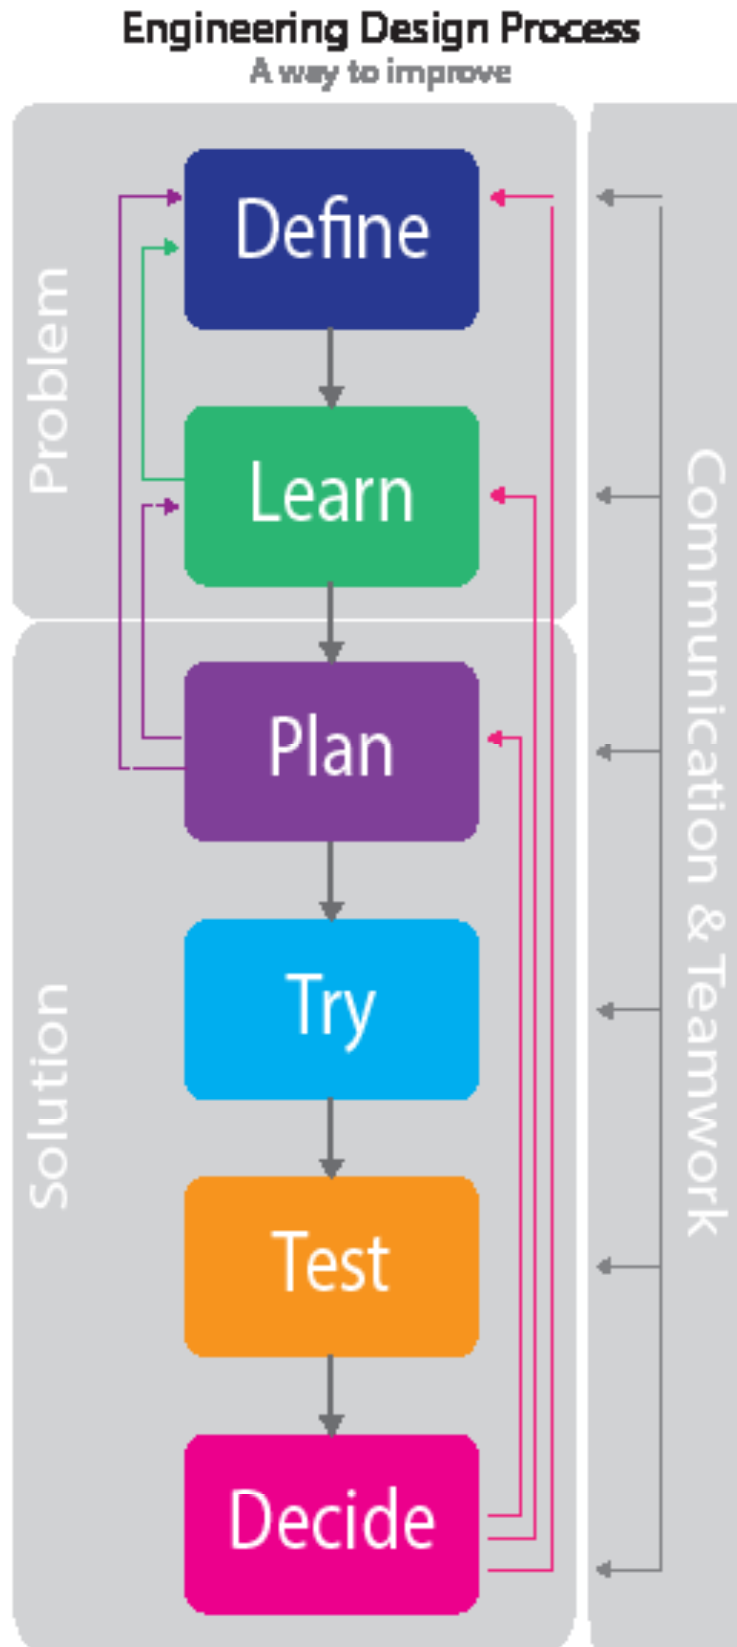 Engineering Design Process
A way to improve
Problem
Define
Learn
Solution
Plan
Try
Test
Decide
Communication & Teamwork